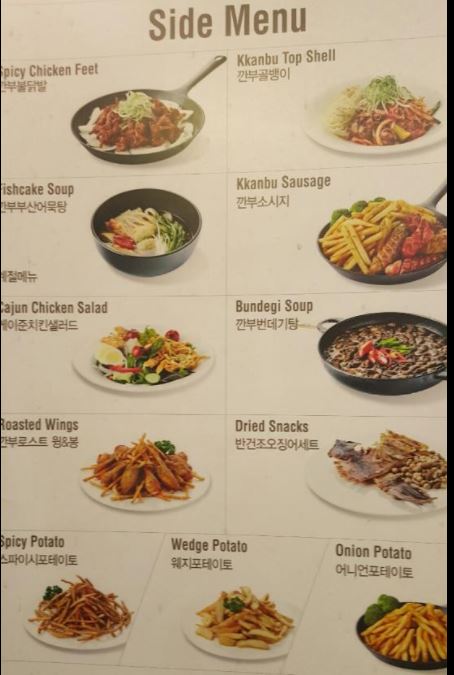 Side Menu
Spicy Chicken Feet
깐부불닭발
Kkanbu Top Shell
깐부골뱅이
Fishcake Soup
깐부부산어묵탕
계절메뉴
Kkanbu Sausage
깐부소시지
Cajun Chicken Salad
케이준치킨샐러드
Bundegi Soup
깐부번데기탕
Roasted Wings
깐부로스트 윙&봉
Dried Snacks
반건조오징어세트
Spicy Potato
스파이시포테이토
Wedge Potato
웨지포테이토
Onion Potato
어니언포테이토